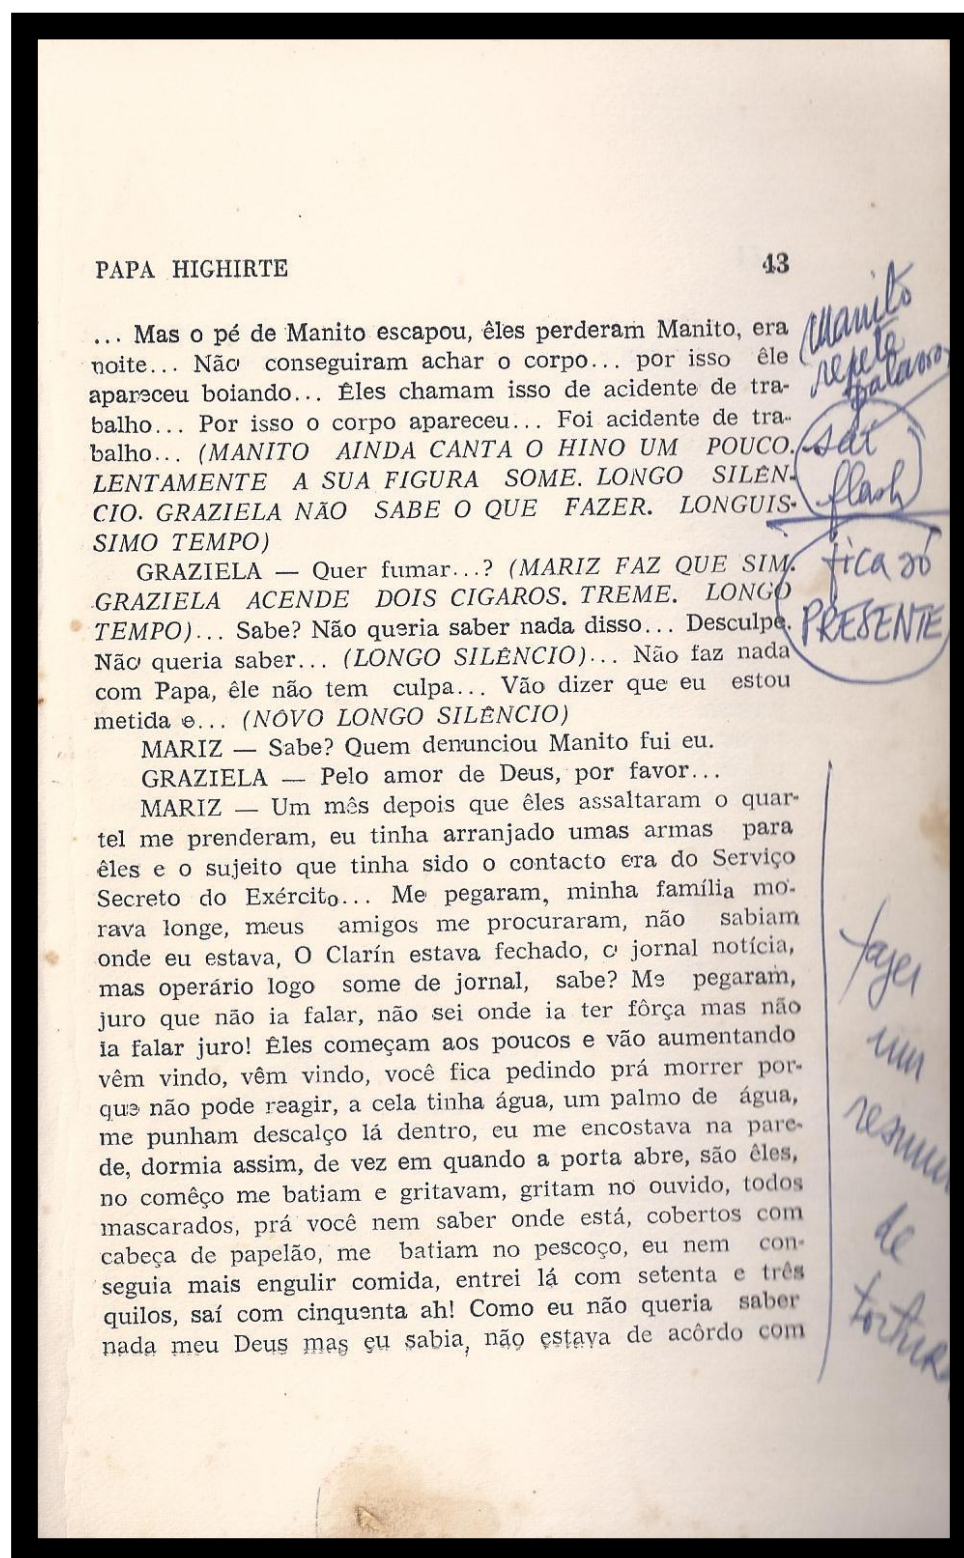 PAPA HIGHIRTE 43
... Mas o pé de Manito escapou, êles perderam Manito, era
noite... Não conseguiram achar o corpo... por isso êle
apareceu boiando... Êles chamam isso de acidente de tra-
balho... Por isso o corpo apareceu... Foi acidente de tra-
balho... (MANITO AINDA CANTA O HINO UM POUCO.
LENTAMENTE A SUA FIGURA SOME. LONGO SILÊN-
CIO. GRAZIELA NÃO SABE O QUE FAZER. LONGUIS-
SIMO TEMPO)
GRAZIELA — Quer fumar...? (MARIZ FAZ QUE SIM.
GRAZIELA ACENDE DOIS CIGAROS. TREME. LONGO
TEMPO)... Sabe? Não queria saber nada disso... Desculpe.
Não queria saber... (LONGO SILÊNCIO)... Não faz nada
com Papa, êle não tem culpa... Vão dizer que eu estou
metida e... (NÔVO LONGO SILÊNCIO)
MARIZ — Sabe? Quem denunciou Manito fui eu.
GRAZIELA — Pelo amor de Deus, por favor...
MARIZ — Um mês depois que êles assaltaram o quar-
tel me prenderam, eu tinha arranjado umas armas para
êles e o sujeito que tinha sido o contacto era do Serviço
Secreto do Exército... Me pegaram, minha família mo-
rava longe, meus amigos me procuraram, não sabiam
onde eu estava, O Clarín estava fechado, o jornal notícia,
mas operário logo some de jornal, sabe? Me pegaram,
juro que não ia falar, não sei onde ia ter fôrça mas não
ia falar juro! Êles começam aos poucos e vão aumentando
vêm vindo, vêm vindo, você fica pedindo prá morrer por-
que não pode reagir, a cela tinha água, um palmo de água,
me punham descalço lá dentro, eu me encostava na pare-
de, dormia assim, de vez em quando a porta abre, são êles,
no comêço me batiam e gritavam, gritam no ouvido, todos
mascarados, prá você nem saber onde está, cobertos com
cabeça de papelão, me batiam no pescoço, eu nem con-
seguia mais engulir comida, entrei lá com setenta e três
quilos, saí com cinquenta ah! Como eu não queria saber
nada meu Deus mas eu sabia, não estava de acôrdo com
Manito
repete
palavras
sai
flash
fica só
PRESENTE
fazer
um
de